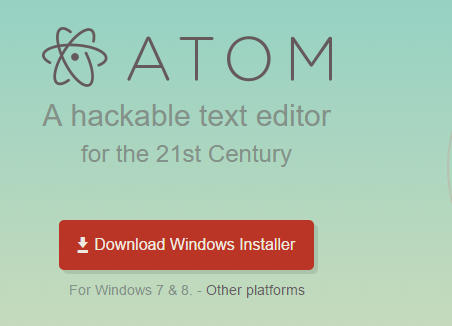 ATOM
A hackable text editor
for the 21st Century
Download Windows Installer
For Windows 7 & 8. - Other platforms